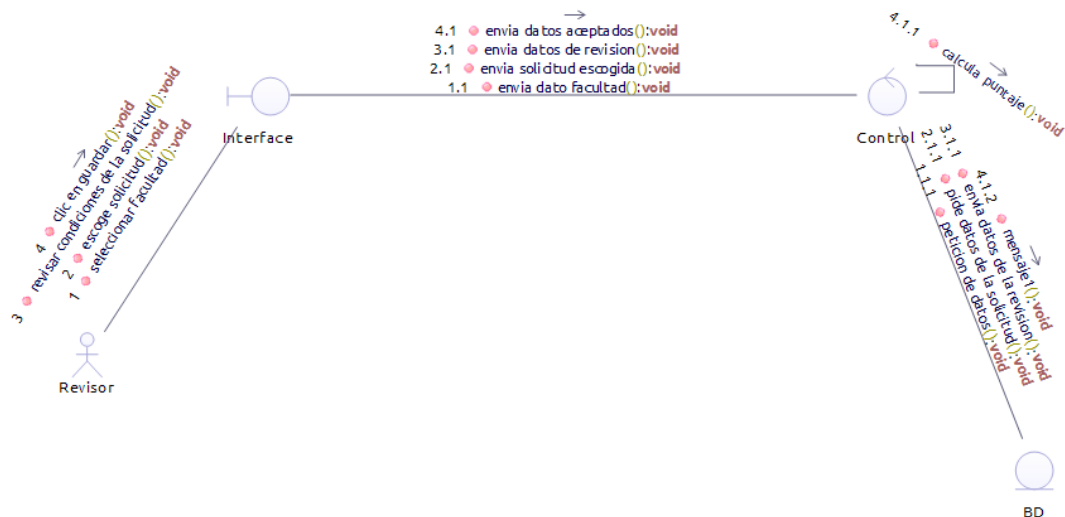 4.1 envia datos aceptados():void
3.1 envia datos de revision():void
2.1 envia solicitud escogida():void
1.1 envia dato facultad():void
4.1.1 calcula puntaje():void
Interface
Control
4 clic en guardar():void
3 revisar condiciones de la solicitud():void
2 escoge solicitud():void
1 seleccionar facultad():void
4.1.2 mensaje1():void
3.1.1 envia datos de la revision():void
2.1.1 pide datos de la solicitud():void
1.1.1 peticion de datos():void
Revisor
BD